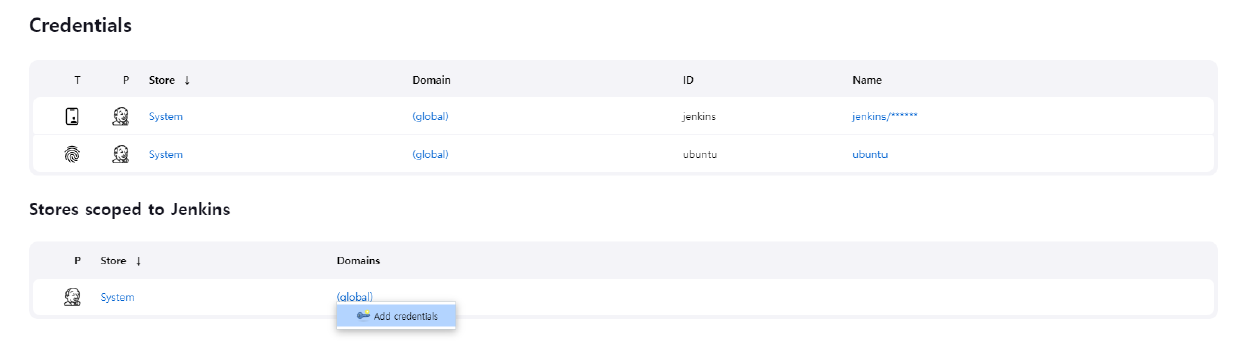 Credentials
T P Store ↓ Domain ID Name
System (global) jenkins jenkins/******
System (global) ubuntu ubuntu
Stores scoped to Jenkins
P Store ↓ Domains
System (global)
Add credentials